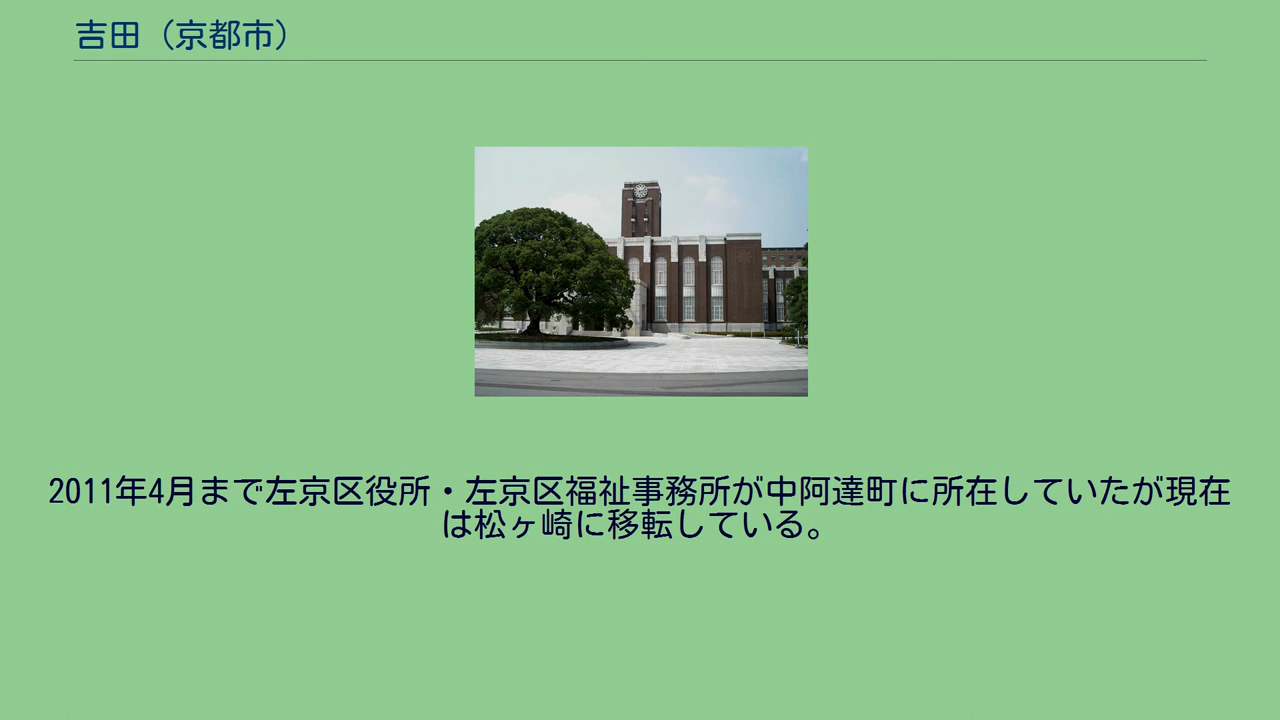 吉田（京都市）
2011年4月まで左京区役所・左京区福祉事務所が中阿達町に所在していたが現在
は松ヶ崎に移転している。